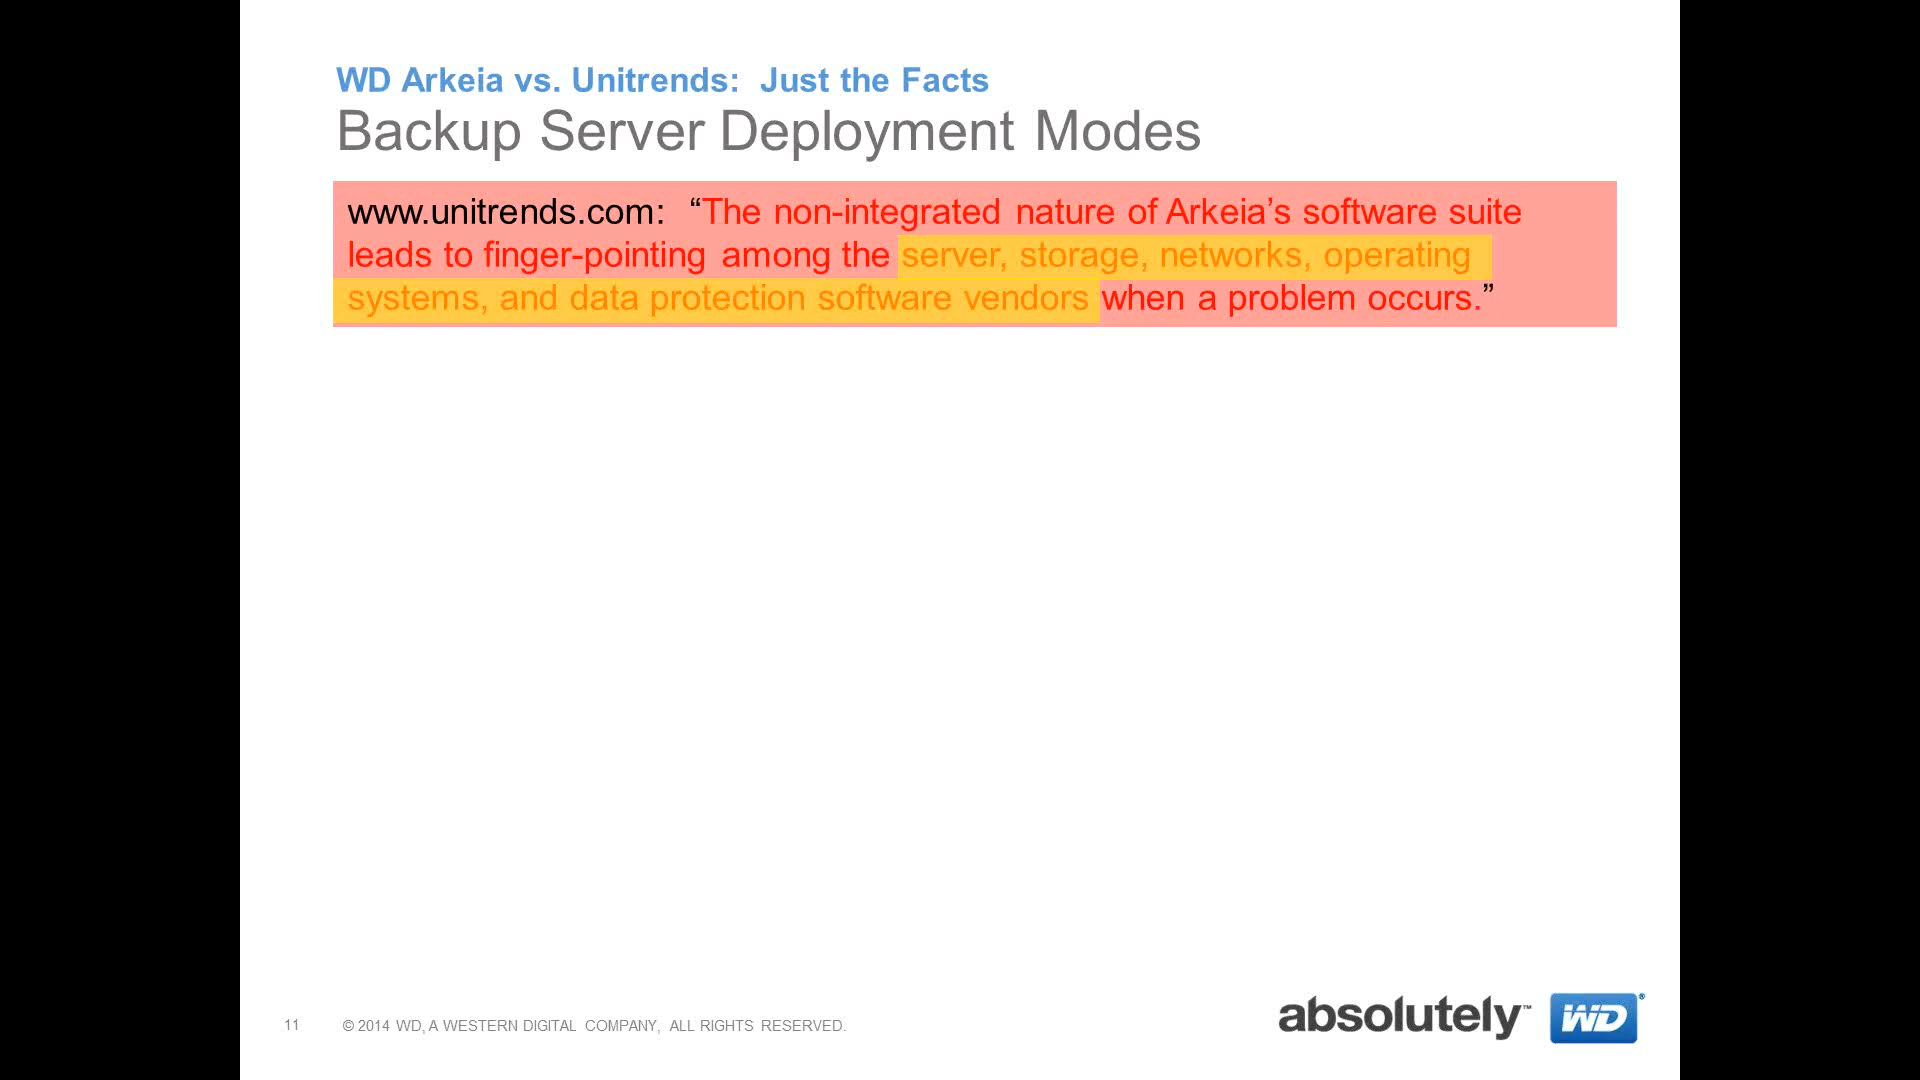 WD Arkeia vs. Unitrends: Just the Facts
Backup Server Deployment Modes
www.unitrends.com: “The non-integrated nature of Arkeia’s software suite
leads to finger-pointing among the server, storage, networks, operating
systems, and data protection software vendors when a problem occurs.”
11 © 2014 WD, A WESTERN DIGITAL COMPANY, ALL RIGHTS RESERVED.
absolutely™ WD®